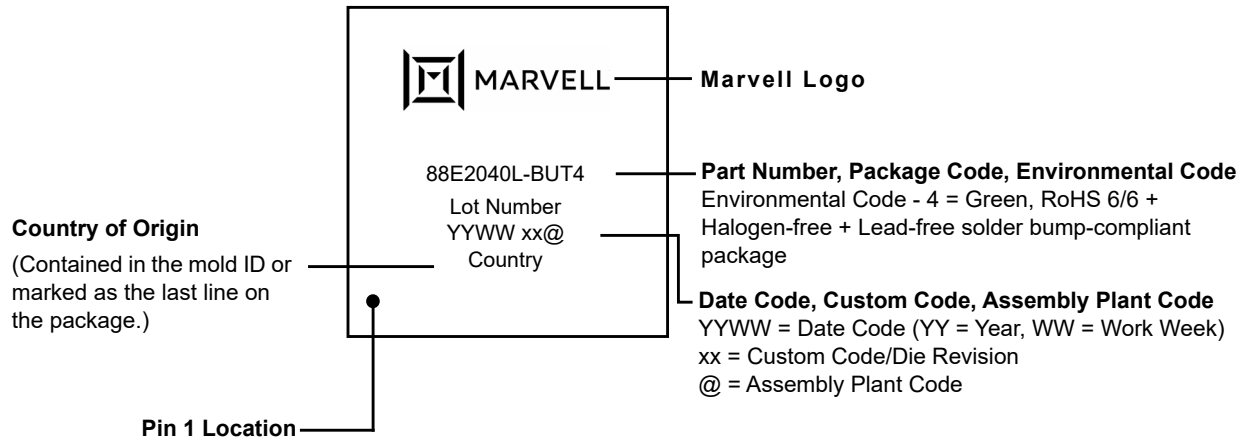 MARVELL
Marvell Logo
88E2040L-BUT4
Part Number, Package Code, Environmental Code
Environmental Code - 4 = Green, RoHS 6/6 +
Halogen-free + Lead-free solder bump-compliant
package
Lot Number
YYWW xx@
Country
Country of Origin
(Contained in the mold ID or
marked as the last line on
the package.)
Date Code, Custom Code, Assembly Plant Code
YYWW = Date Code (YY = Year, WW = Work Week)
xx = Custom Code/Die Revision
@ = Assembly Plant Code
Pin 1 Location